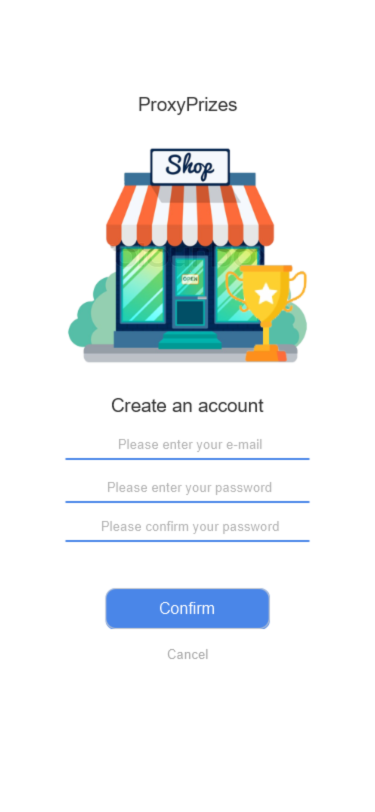 ProxyPrizes
Shop
OPEN
Create an account
Please enter your e-mail
Please enter your password
Please confirm your password
Confirm
Cancel